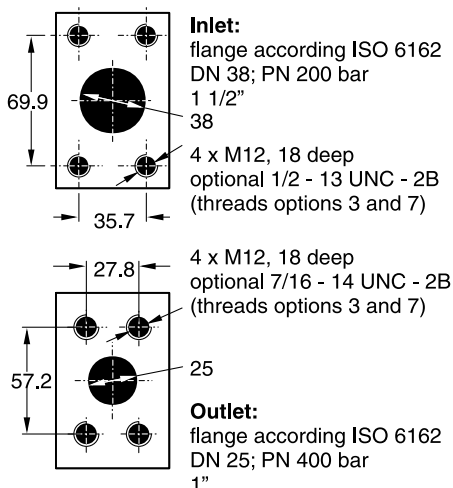 Inlet:
flange according ISO 6162
DN 38; PN 200 bar
1 1/2”
38
69.9
4 x M12, 18 deep
optional 1/2 - 13 UNC - 2B
(threads options 3 and 7)
35.7
4 x M12, 18 deep
27.8
optional 7/16 - 14 UNC - 2B
(threads options 3 and 7)
57.2
25
Outlet:
flange according ISO 6162
DN 25; PN 400 bar
1”